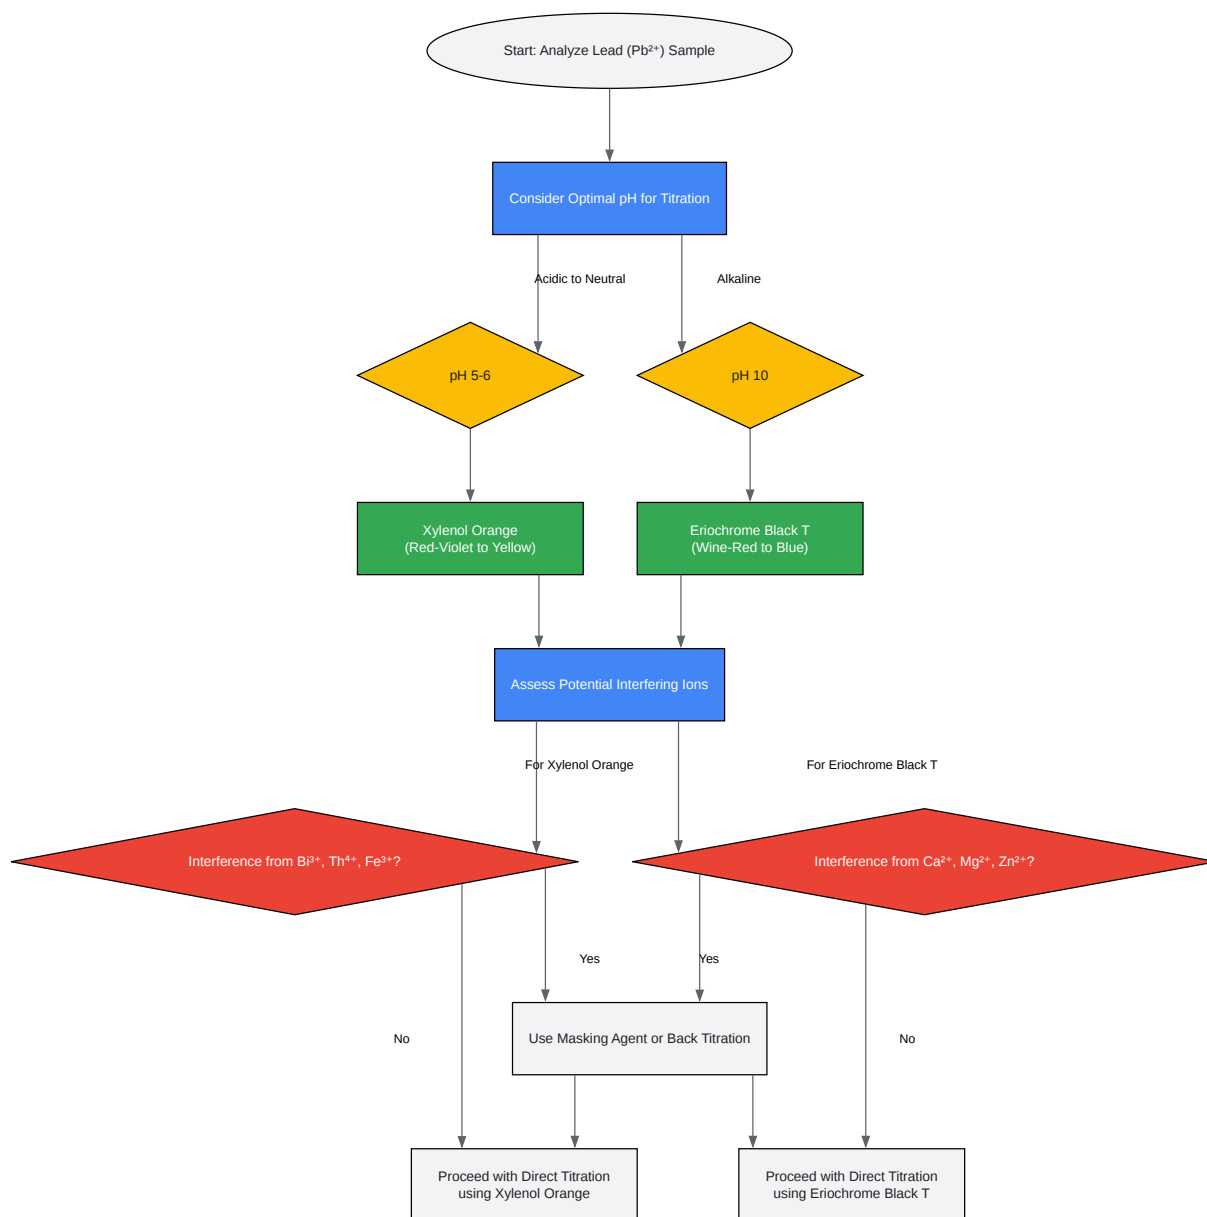 Start: Analyze Lead (Pb²⁺) Sample
Consider Optimal pH for Titration
Acidic to Neutral
Alkaline
pH 5-6
pH 10
Xylenol Orange
(Red-Violet to Yellow)
Eriochrome Black T
(Wine-Red to Blue)
Assess Potential Interfering Ions
For Xylenol Orange
For Eriochrome Black T
Interference from Bi³⁺, Th⁴⁺, Fe³⁺?
Interference from Ca²⁺, Mg²⁺, Zn²⁺?
Yes
Yes
Use Masking Agent or Back Titration
No
No
Proceed with Direct Titration
using Xylenol Orange
Proceed with Direct Titration
using Eriochrome Black T